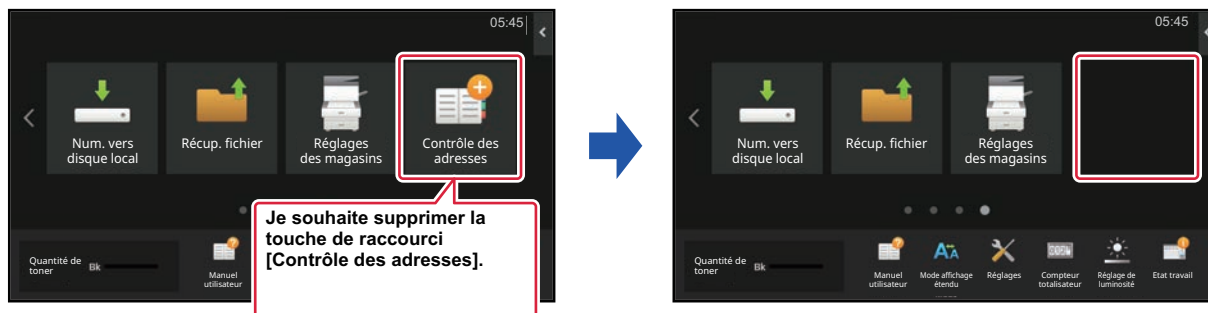 05:45
Num. vers
disque local
Récup. fichier
Réglages
des magasins
Contrôle des
adresses
Je souhaite supprimer la
touche de raccourci
[Contrôle des adresses].
Quantité de
toner
Bk
Manuel
utilisateur
05:45
Num. vers
disque local
Récup. fichier
Réglages
des magasins
Quantité de
toner
Bk
Manuel
utilisateur
Mode affichage
étendu
Réglages
Compteur
totalisateur
Réglage de
luminosité
Etat travail